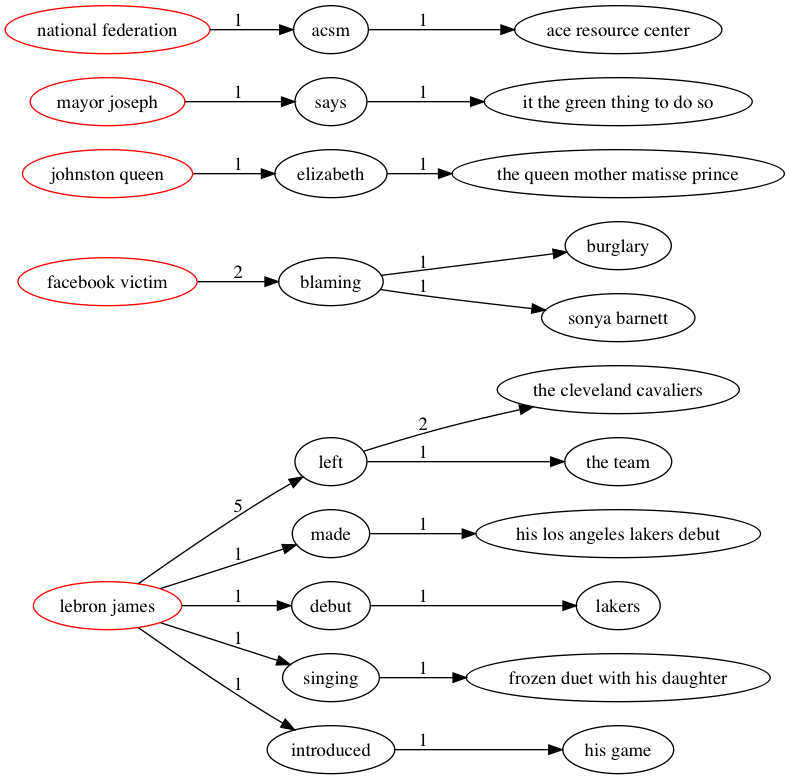 national federation 1 acsm 1 ace resource center
mayor joseph 1 says 1 it the green thing to do so
johnston queen 1 elizabeth 1 the queen mother matisse prince
facebook victim 2 blaming 1 burglary
1 sonya barnett
lebron james 5 left 2 the cleveland cavaliers
1 the team
1 made 1 his los angeles lakers debut
1 debut 1 lakers
1 singing 1 frozen duet with his daughter
1 introduced 1 his game